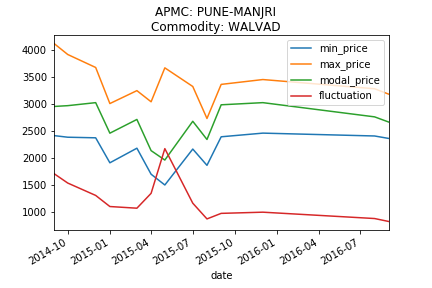 APMC: PUNE-MANJRI
Commodity: WALVAD
min_price
max_price
modal_price
fluctuation
4000
3500
3000
2500
2000
1500
1000
2014-10
2015-01
2015-04
2015-07
2015-10
2016-01
2016-04
2016-07
date